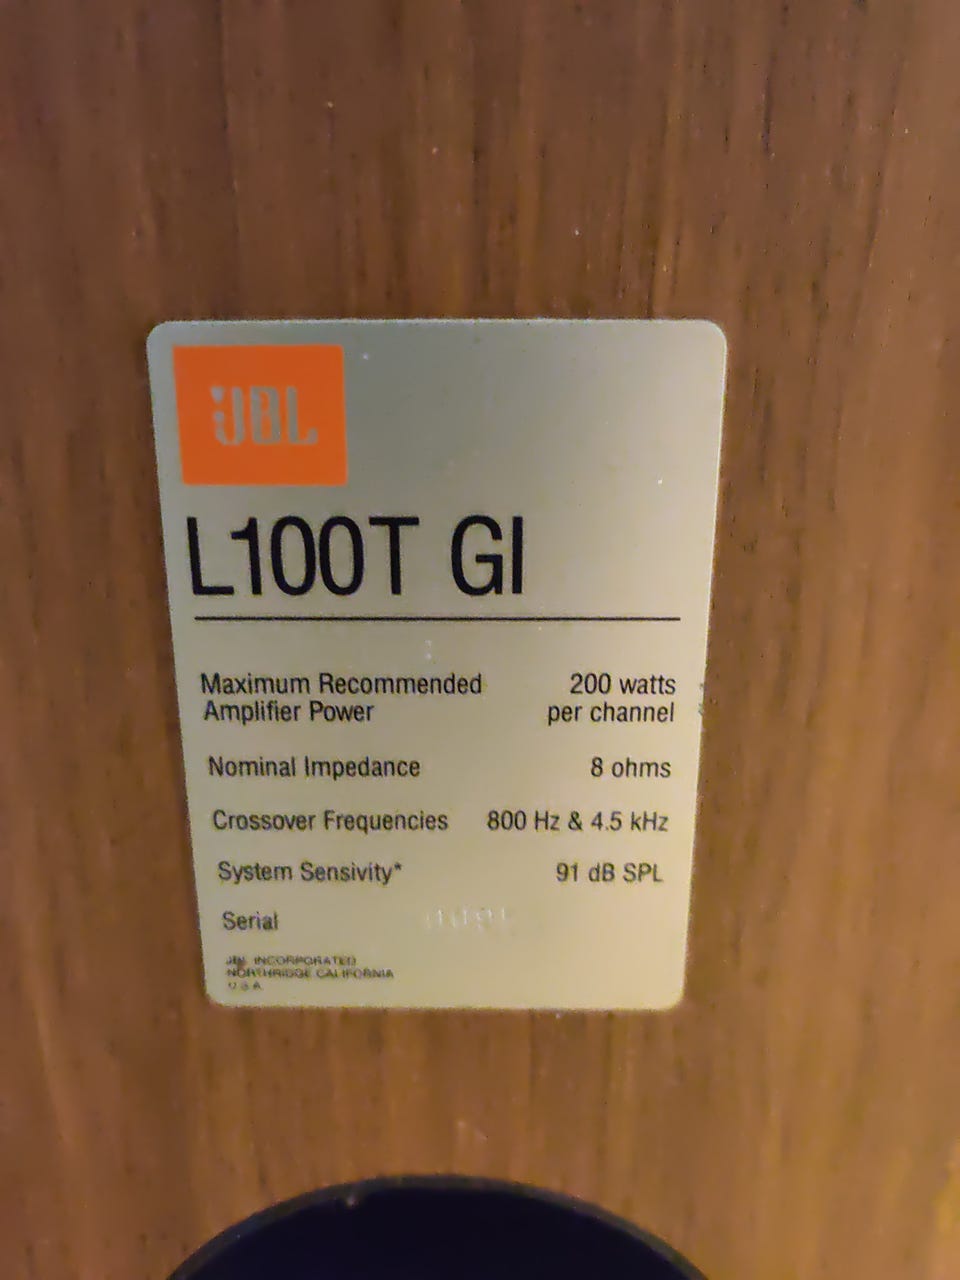 JBL
L100T GI
Maximum Recommended 200 watts
Amplifier Power per channel
Nominal Impedance 8 ohms
Crossover Frequencies 800 Hz & 4.5 kHz
System Sensivity* 91 dB SPL
Serial
JBL INCORPORATED
NORTHRIDGE CALIFORNIA
U.S.A.